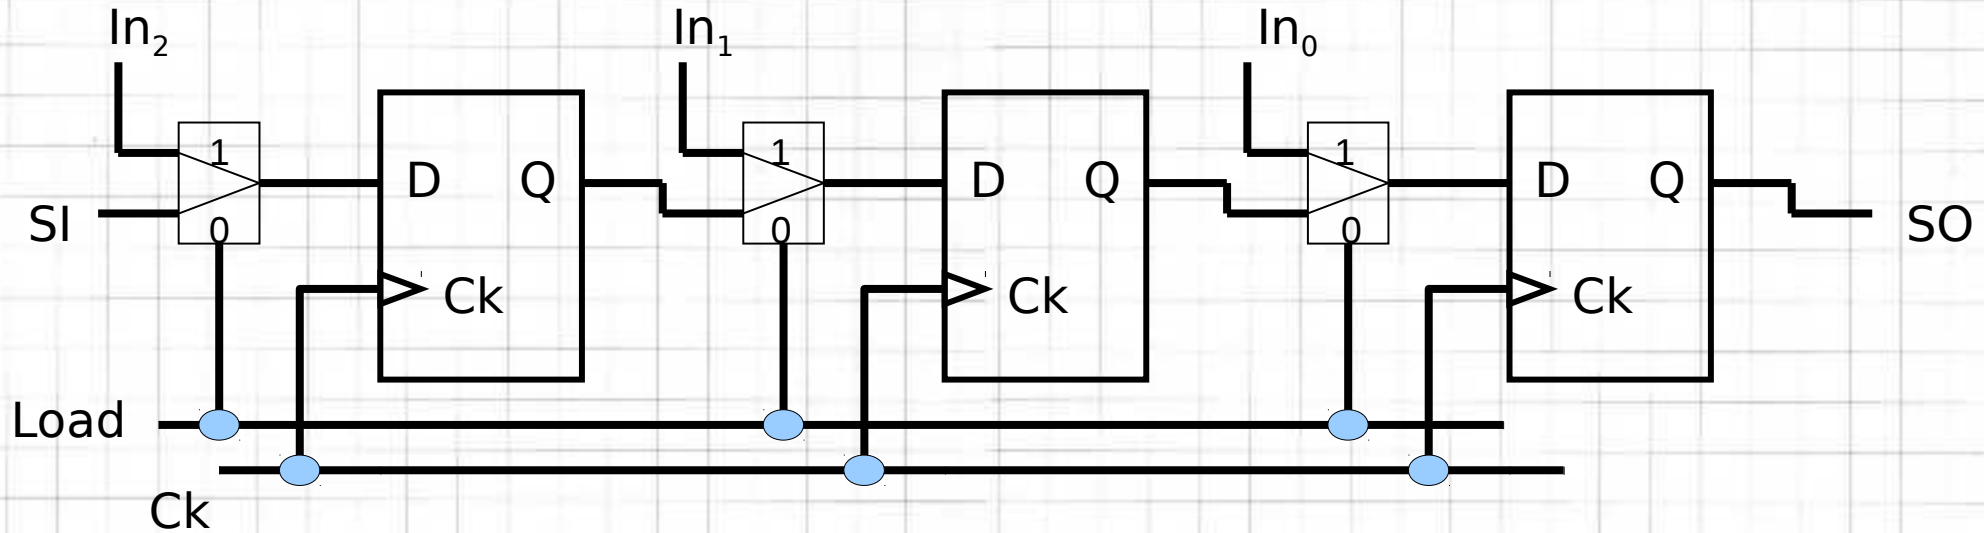 In₂ In₁ In₀
1 1 1
D Q D Q D Q
SI SO
0 0 0
Ck Ck Ck
Load
Ck